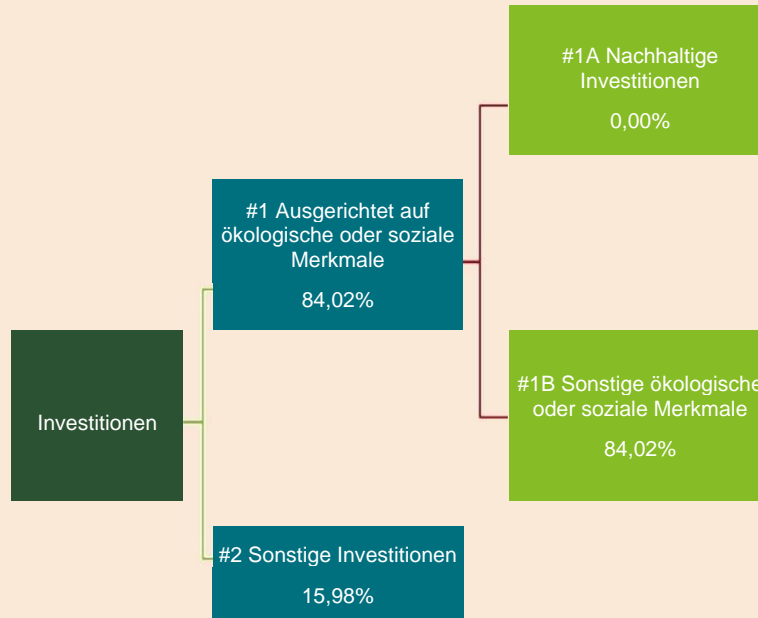 #1A Nachhaltige
Investitionen
0,00%
#1 Ausgerichtet auf
ökologische oder soziale
Merkmale
84,02%
Investitionen
#1B Sonstige ökologische
oder soziale Merkmale
84,02%
#2 Sonstige Investitionen
15,98%